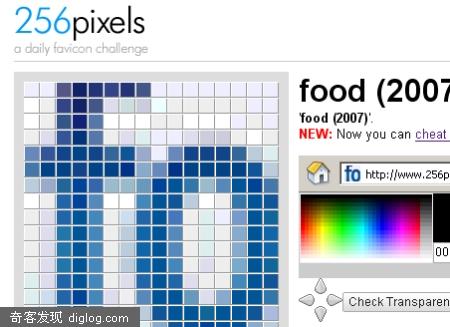 256pixels
a daily favicon challenge
food (2007
'food (2007)'.
NEW: Now you can cheat
fo http://www.256p
00
Check Transparen
fo
奇客发现 diglog.com